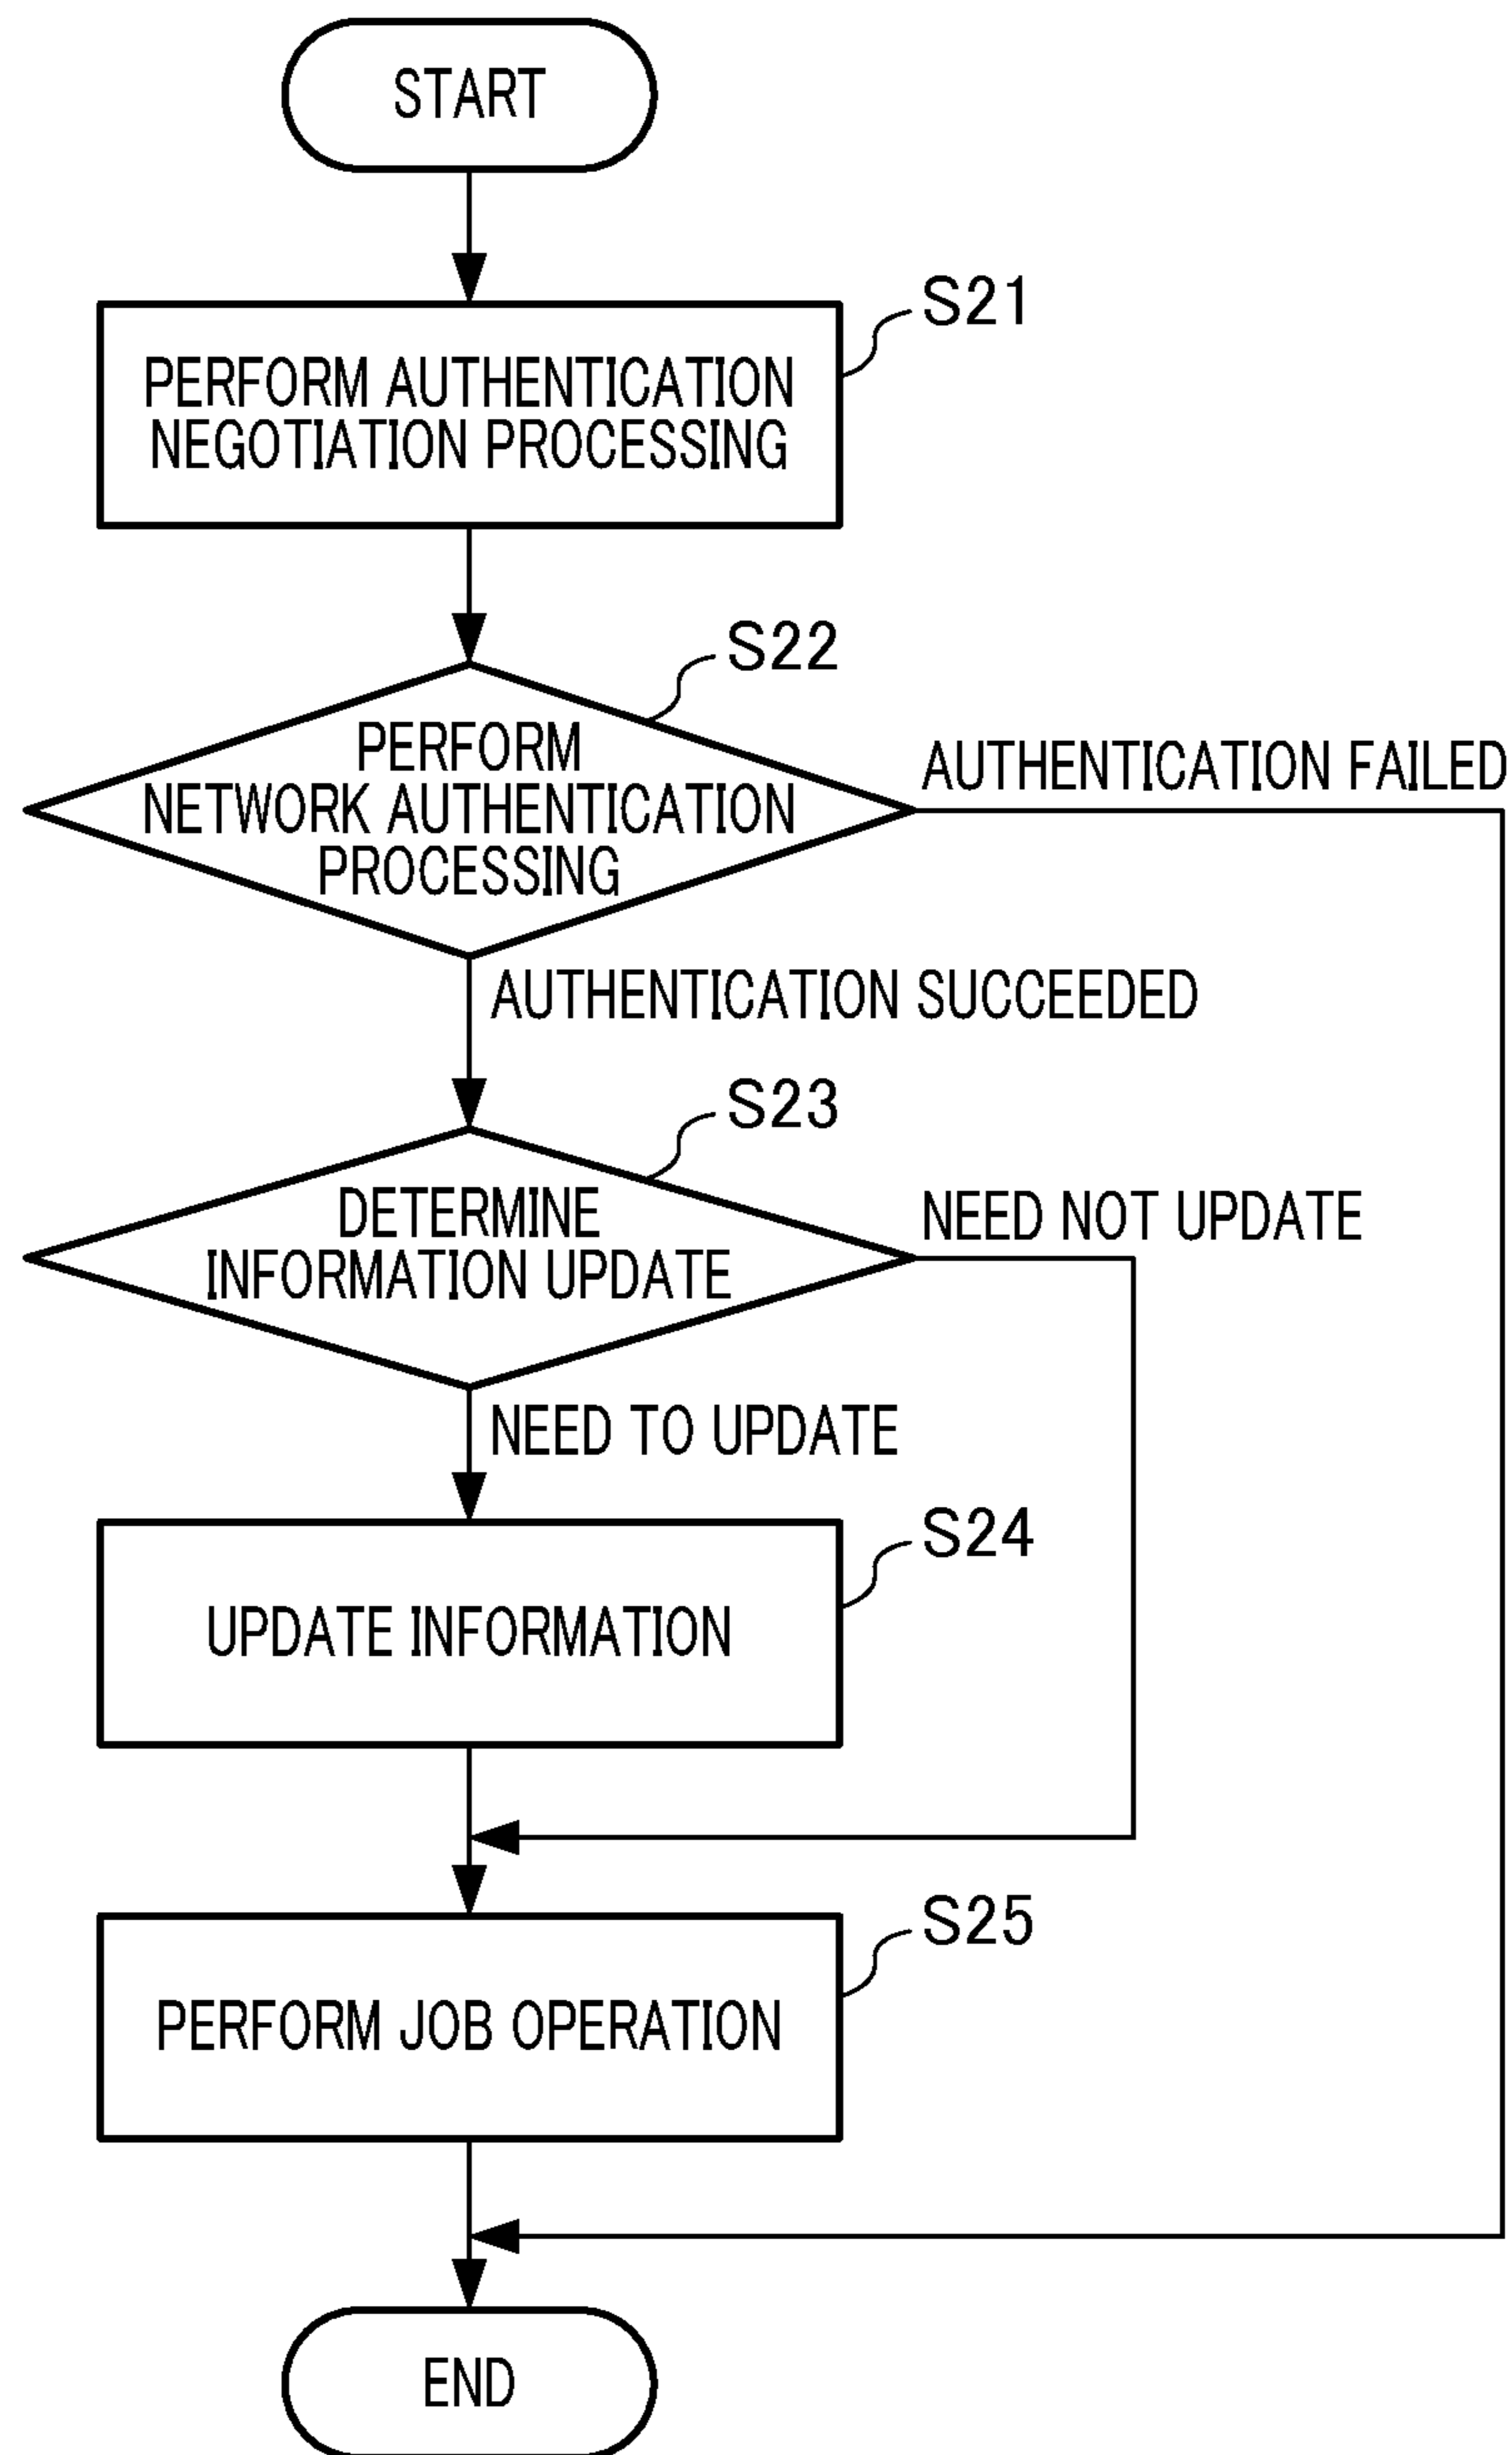 START
S21
PERFORM AUTHENTICATION
NEGOTIATION PROCESSING
S22
PERFORM
NETWORK AUTHENTICATION
PROCESSING
AUTHENTICATION FAILED
AUTHENTICATION SUCCEEDED
S23
DETERMINE
INFORMATION UPDATE
NEED NOT UPDATE
NEED TO UPDATE
S24
UPDATE INFORMATION
S25
PERFORM JOB OPERATION
END